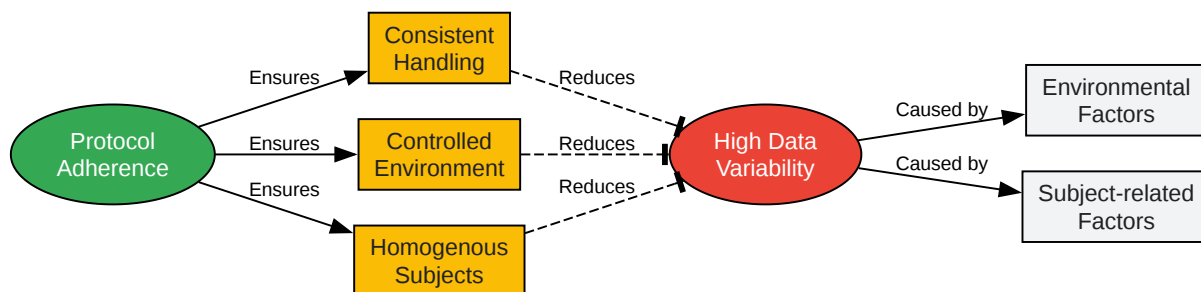 Protocol
Adherence
Ensures
Ensures
Ensures
Consistent
Handling
Controlled
Environment
Homogenous
Subjects
Reduces
Reduces
Reduces
High Data
Variability
Caused by
Caused by
Environmental
Factors
Subject-related
Factors